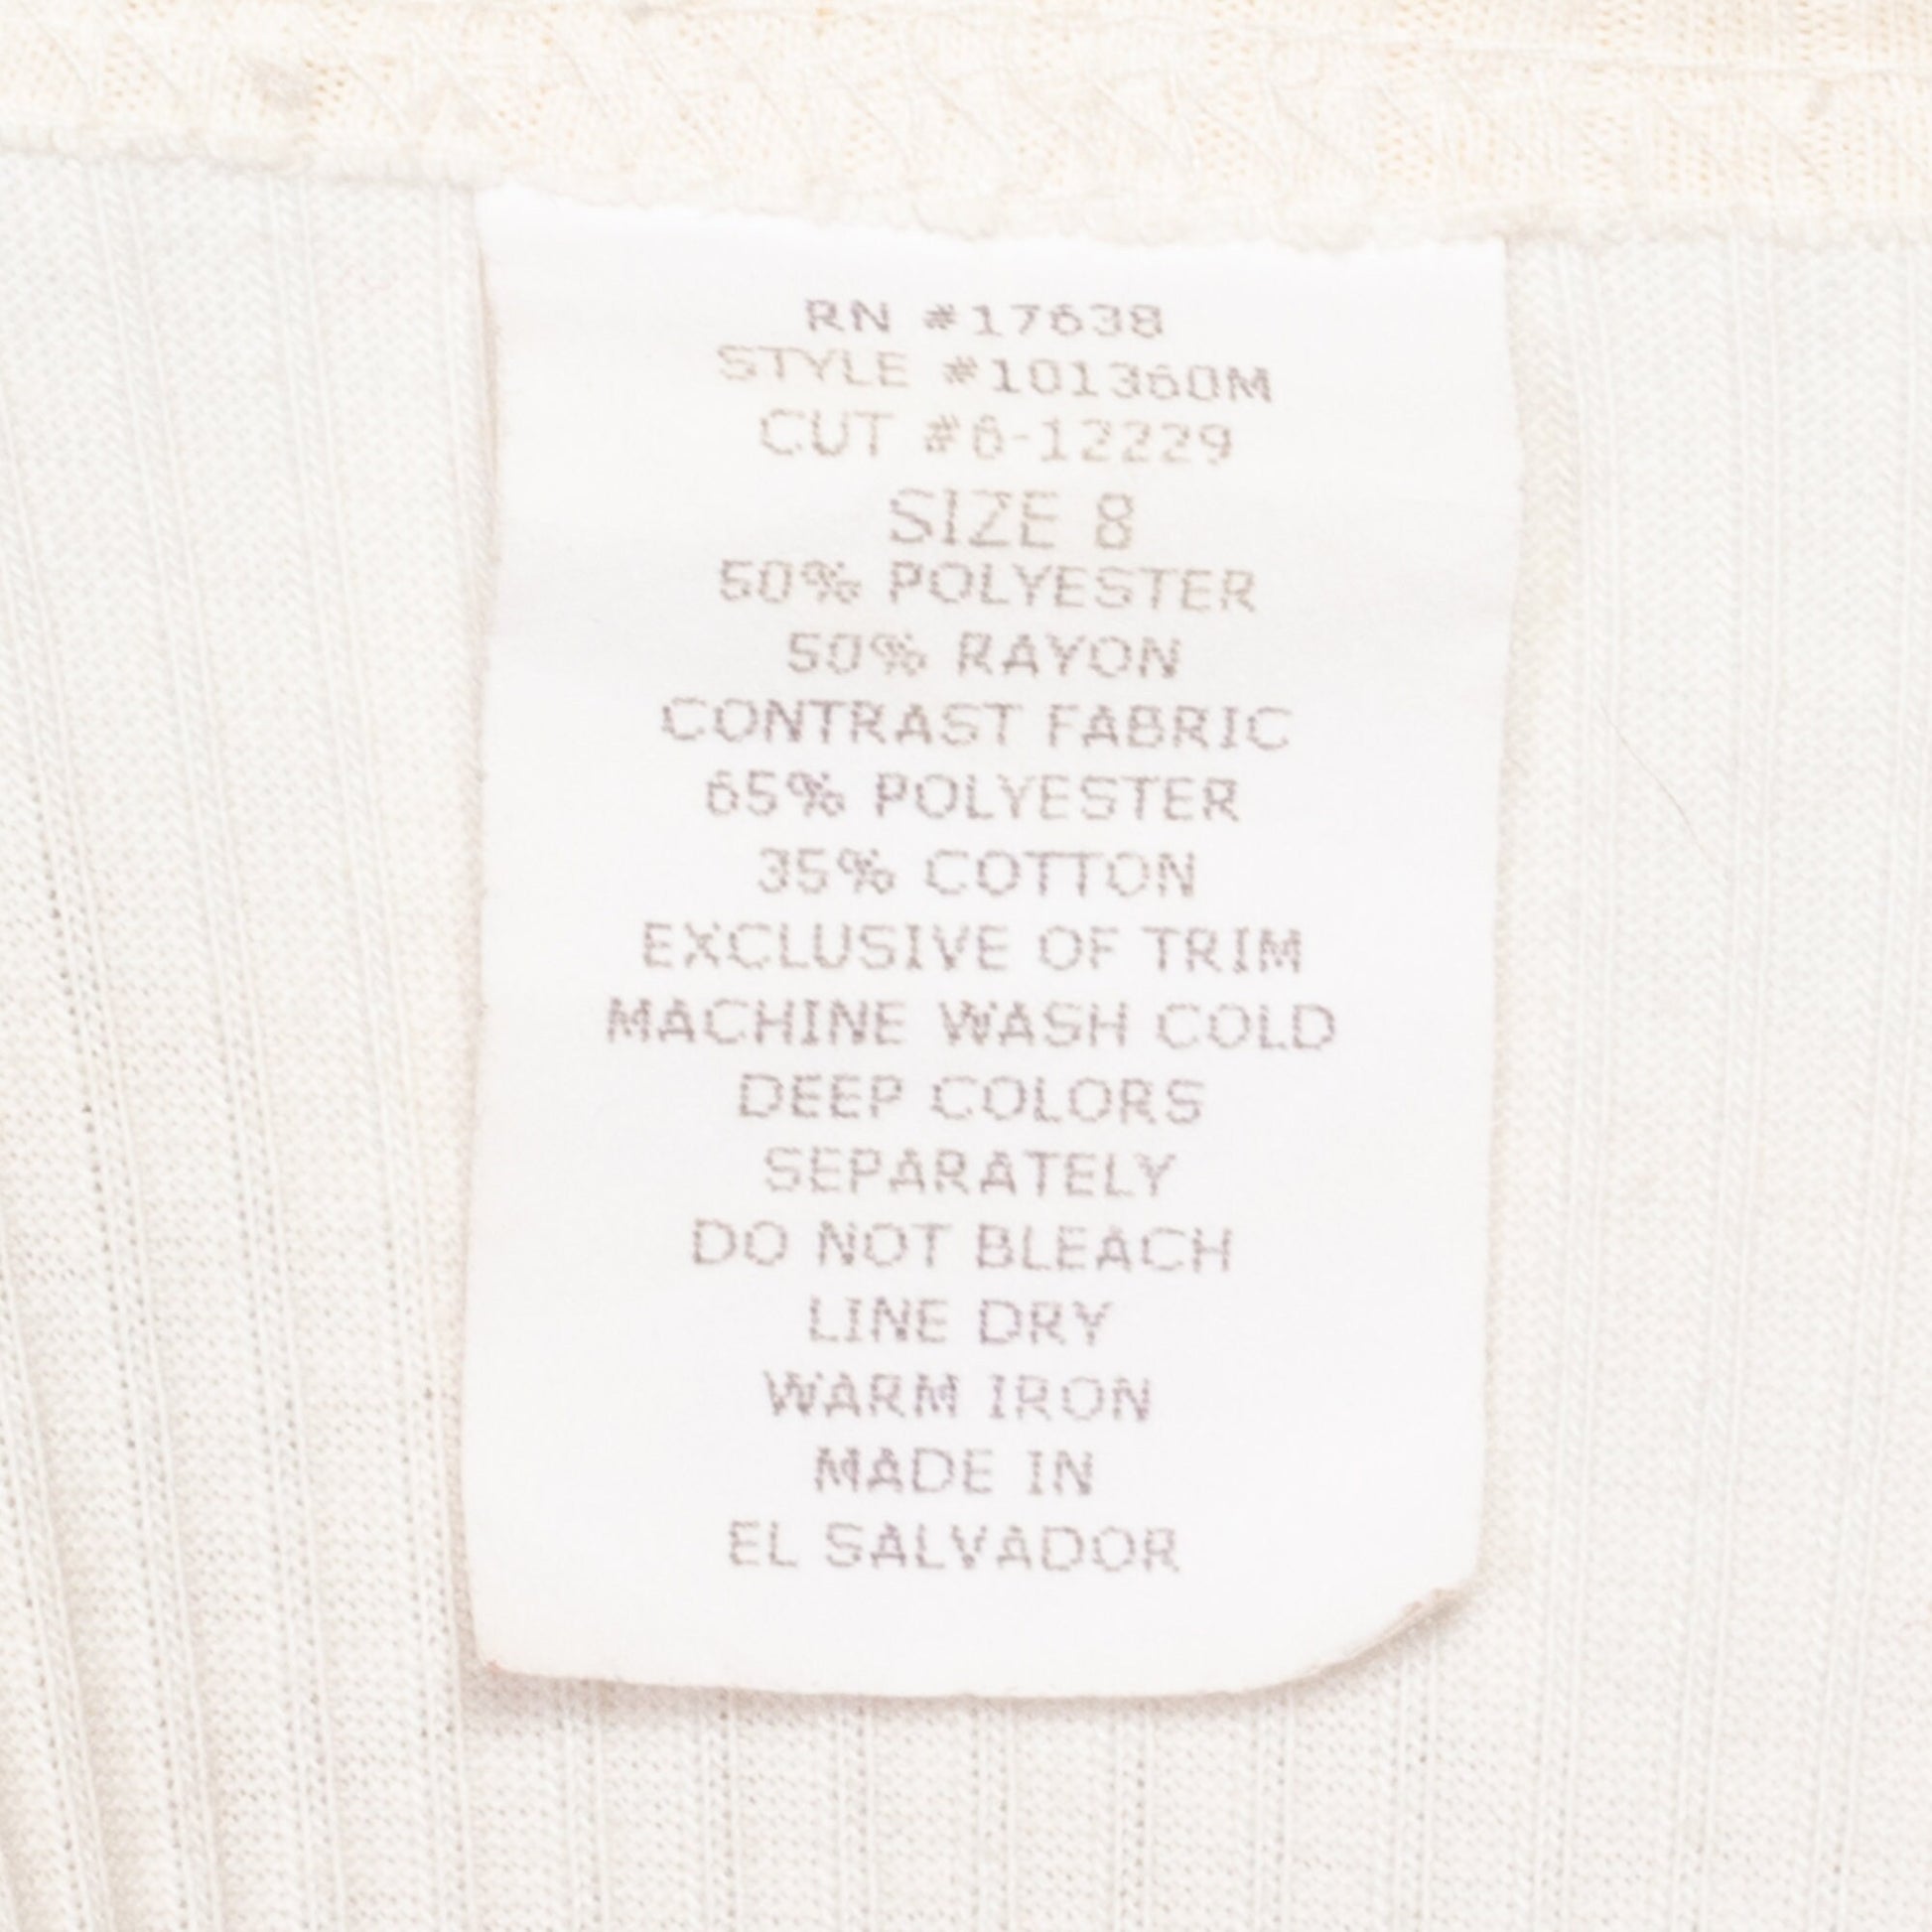 RN #17638
STYLE #101360M
CUT #6-12229
SIZE 8
50% POLYESTER
50% RAYON
CONTRAST FABRIC
65% POLYESTER
35% COTTON
EXCLUSIVE OF TRIM
MACHINE WASH COLD
DEEP COLORS
SEPARATELY
DO NOT BLEACH
LINE DRY
WARM IRON
MADE IN
EL SALVADOR